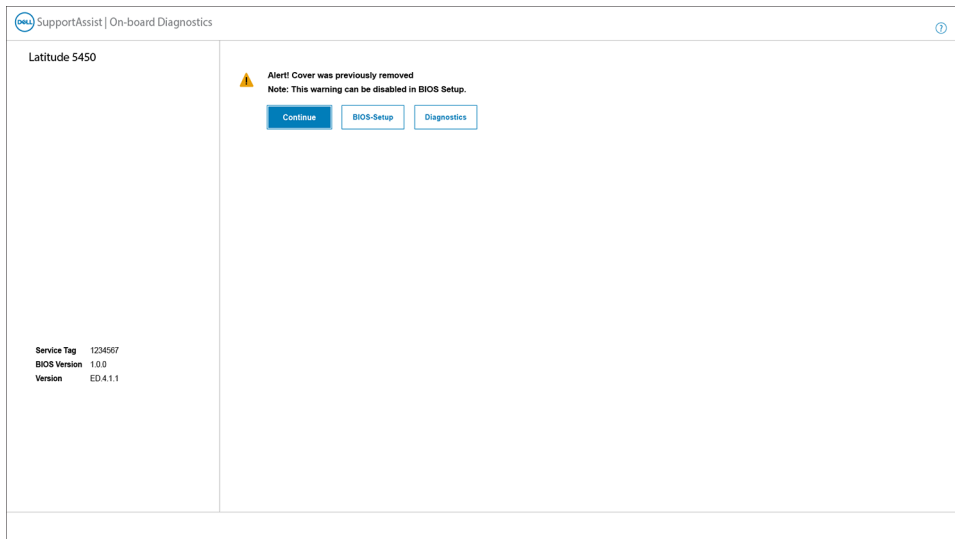 DELL SupportAssist | On-board Diagnostics
?
Latitude 5450
Alert! Cover was previously removed
Note: This warning can be disabled in BIOS Setup.
Continue BIOS-Setup Diagnostics
Service Tag 1234567
BIOS Version 1.0.0
Version ED.4.1.1